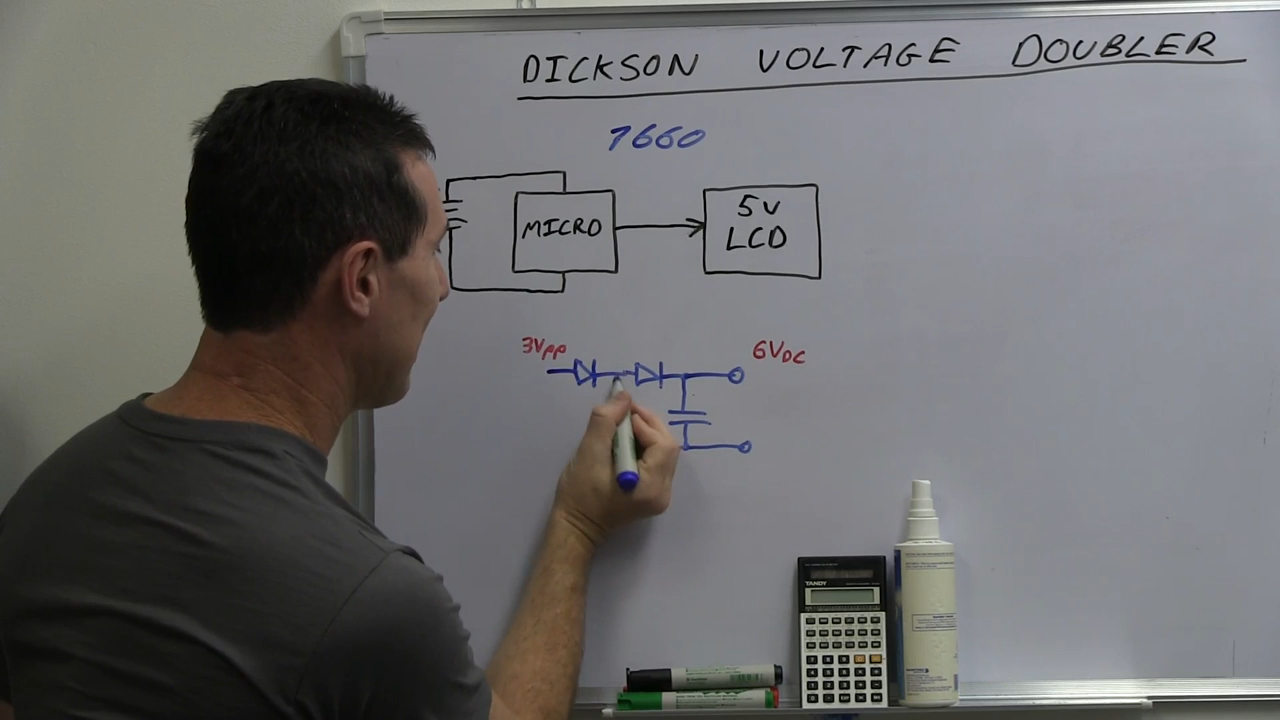 DICKSON VOLTAGE DOUBLER
7660
MICRO
5V
LCD
3VPP
6VDC
TANDY